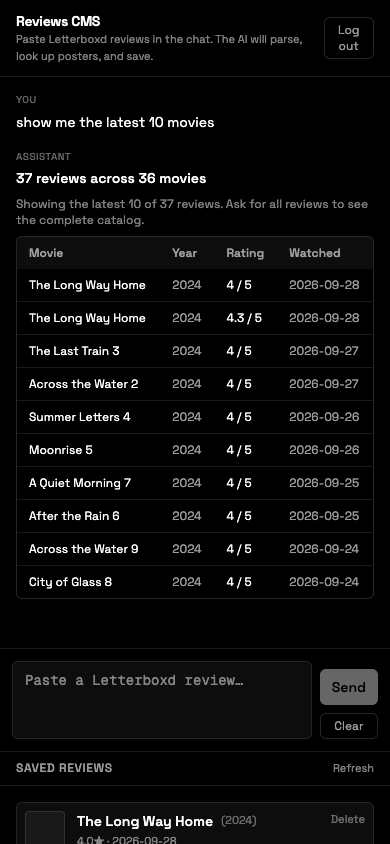 Reviews CMS
Paste Letterboxd reviews in the chat. The AI will parse,
look up posters, and save.
Log
out
YOU
show me the latest 10 movies
ASSISTANT
37 reviews across 36 movies
Showing the latest 10 of 37 reviews. Ask for all reviews to see
the complete catalog.
Movie Year Rating Watched
The Long Way Home 2024 4 / 5 2026-09-28
The Long Way Home 2024 4.3 / 5 2026-09-28
The Last Train 3 2024 4 / 5 2026-09-27
Across the Water 2 2024 4 / 5 2026-09-27
Summer Letters 4 2024 4 / 5 2026-09-26
Moonrise 5 2024 4 / 5 2026-09-26
A Quiet Morning 7 2024 4 / 5 2026-09-25
After the Rain 6 2024 4 / 5 2026-09-25
Across the Water 9 2024 4 / 5 2026-09-24
City of Glass 8 2024 4 / 5 2026-09-24
Paste a Letterboxd review…
Send
Clear
SAVED REVIEWS Refresh
The Long Way Home (2024) Delete
4.0★ · 2026-09-28